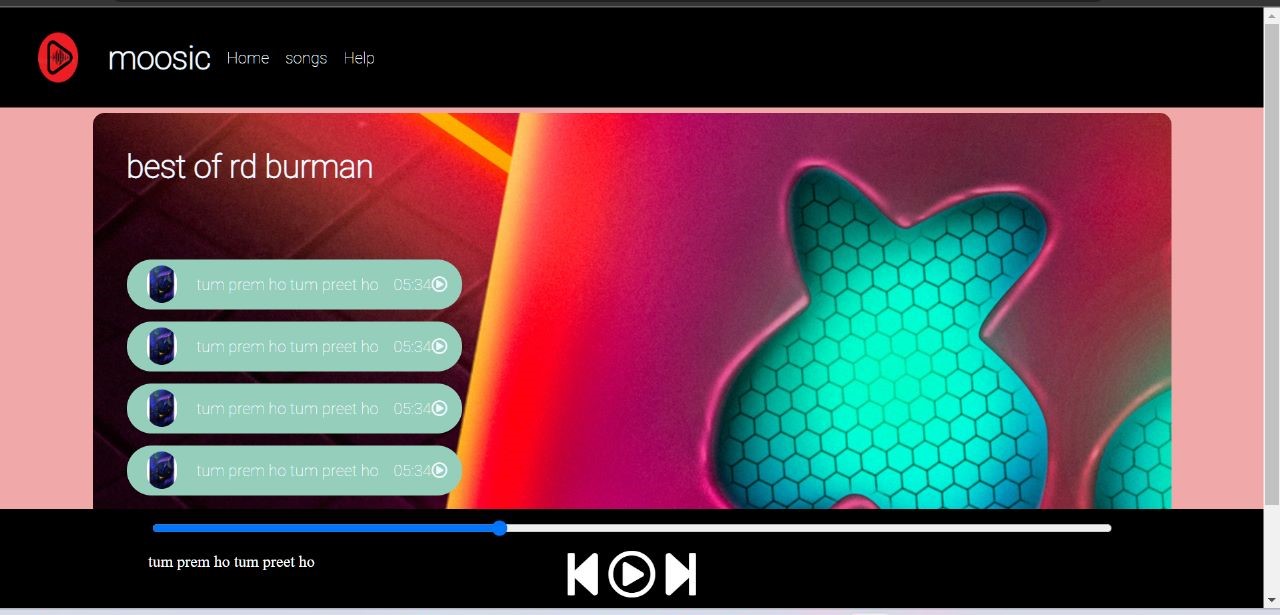 moosic Home songs Help
best of rd burman
tum prem ho tum preet ho 05:34
tum prem ho tum preet ho 05:34
tum prem ho tum preet ho 05:34
tum prem ho tum preet ho 05:34
tum prem ho tum preet ho